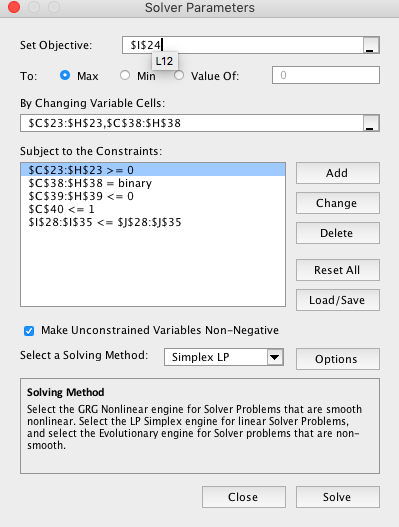 Solver Parameters
Set Objective: $I$24
L12
To: Max Min Value Of: 0
By Changing Variable Cells:
$C$23:$H$23,$C$38:$H$38
Subject to the Constraints:
$C$23:$H$23 >= 0
$C$38:$H$38 = binary
$C$39:$H$39 <= 0
$C$40 <= 1
$I$28:$I$35 <= $J$28:$J$35
Add
Change
Delete
Reset All
Load/Save
Make Unconstrained Variables Non-Negative
Select a Solving Method: Simplex LP Options
Solving Method
Select the GRG Nonlinear engine for Solver Problems that are smooth
nonlinear. Select the LP Simplex engine for linear Solver Problems,
and select the Evolutionary engine for Solver problems that are non-
smooth.
Close Solve